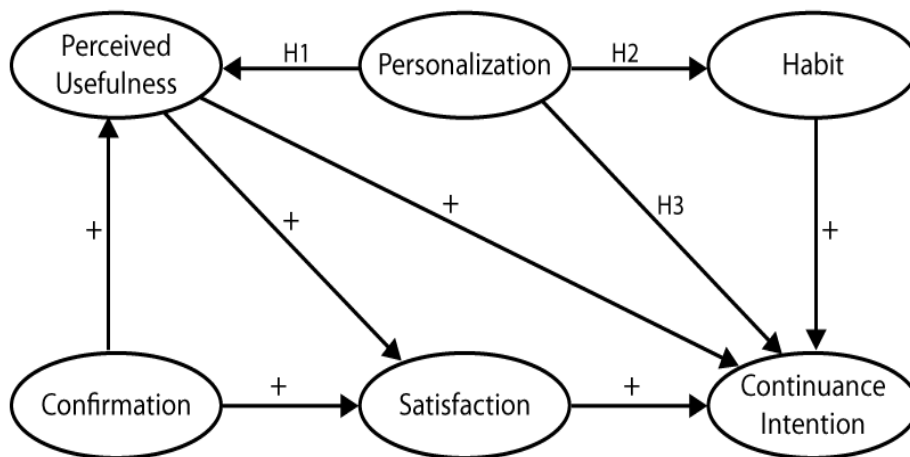 Perceived
Usefulness
H1
Personalization
H2
Habit
+
+
+
H3
+
Confirmation
+
Satisfaction
+
Continuance
Intention